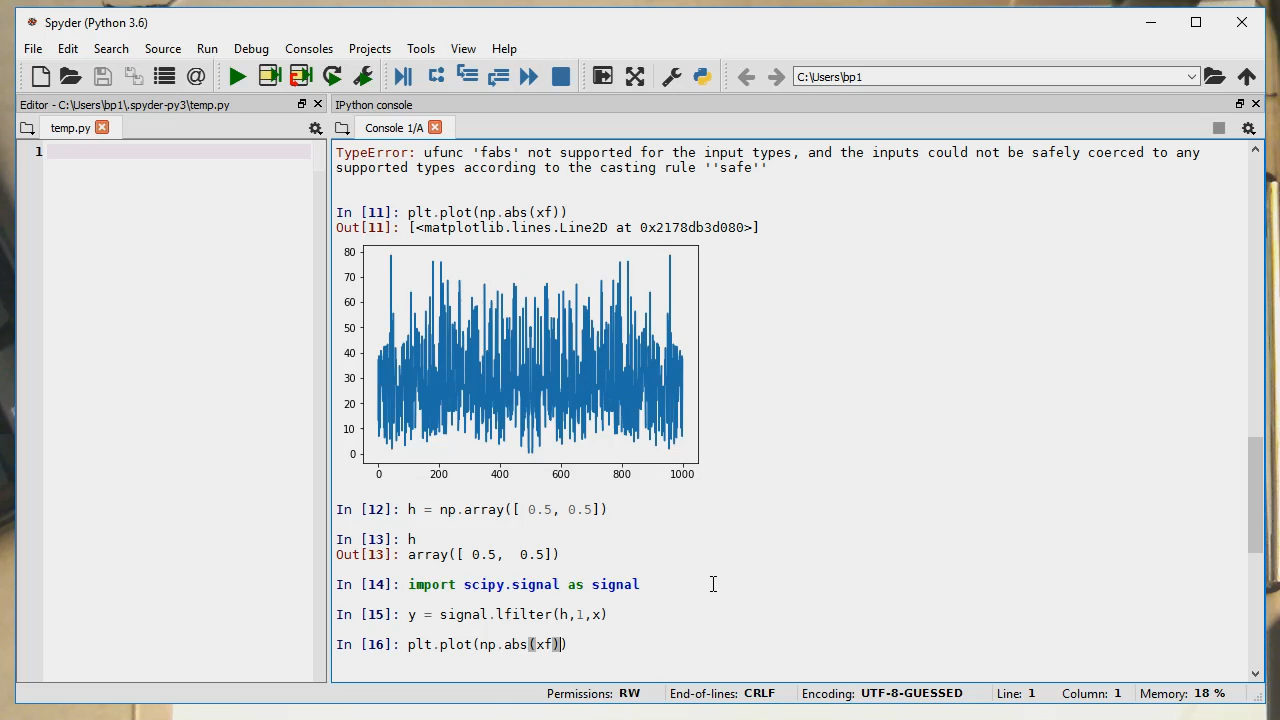 Spyder (Python 3.6)
File Edit Search Source Run Debug Consoles Projects Tools View Help
C:\Users\bp1
Editor - C:\Users\bp1\.spyder-py3\temp.py
IPython console
temp.py
Console 1/A
1
TypeError: ufunc 'fabs' not supported for the input types, and the inputs could not be safely coerced to any
supported types according to the casting rule ''safe''
In [11]: plt.plot(np.abs(xf))
Out[11]: [<matplotlib.lines.Line2D at 0x2178db3d080>]
80
70
60
50
40
30
20
10
0
0 200 400 600 800 1000
In [12]: h = np.array([ 0.5, 0.5])
In [13]: h
Out[13]: array([ 0.5,  0.5])
In [14]: import scipy.signal as signal
In [15]: y = signal.lfilter(h,1,x)
In [16]: plt.plot(np.abs(xf))
Permissions: RW End-of-lines: CRLF Encoding: UTF-8-GUESSED Line: 1 Column: 1 Memory: 18 %